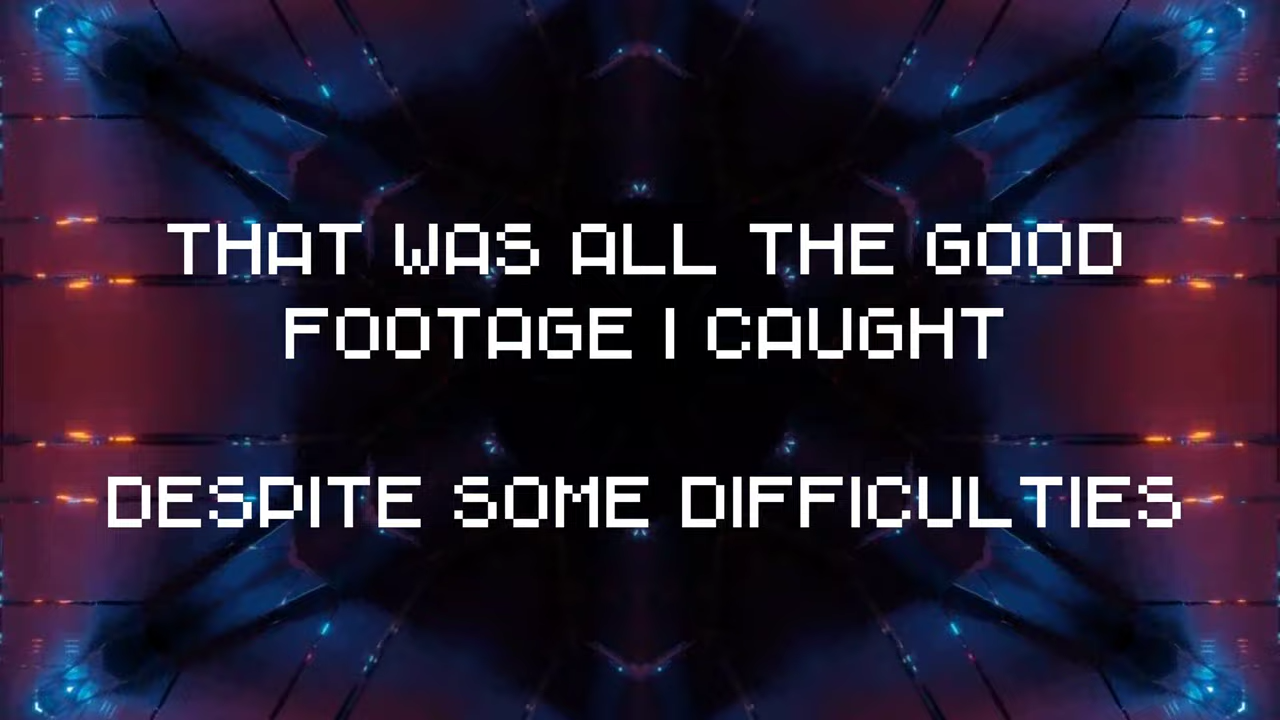 THAT WAS ALL THE GOOD
FOOTAGE I CAUGHT
DESPITE SOME DIFFICULTIES